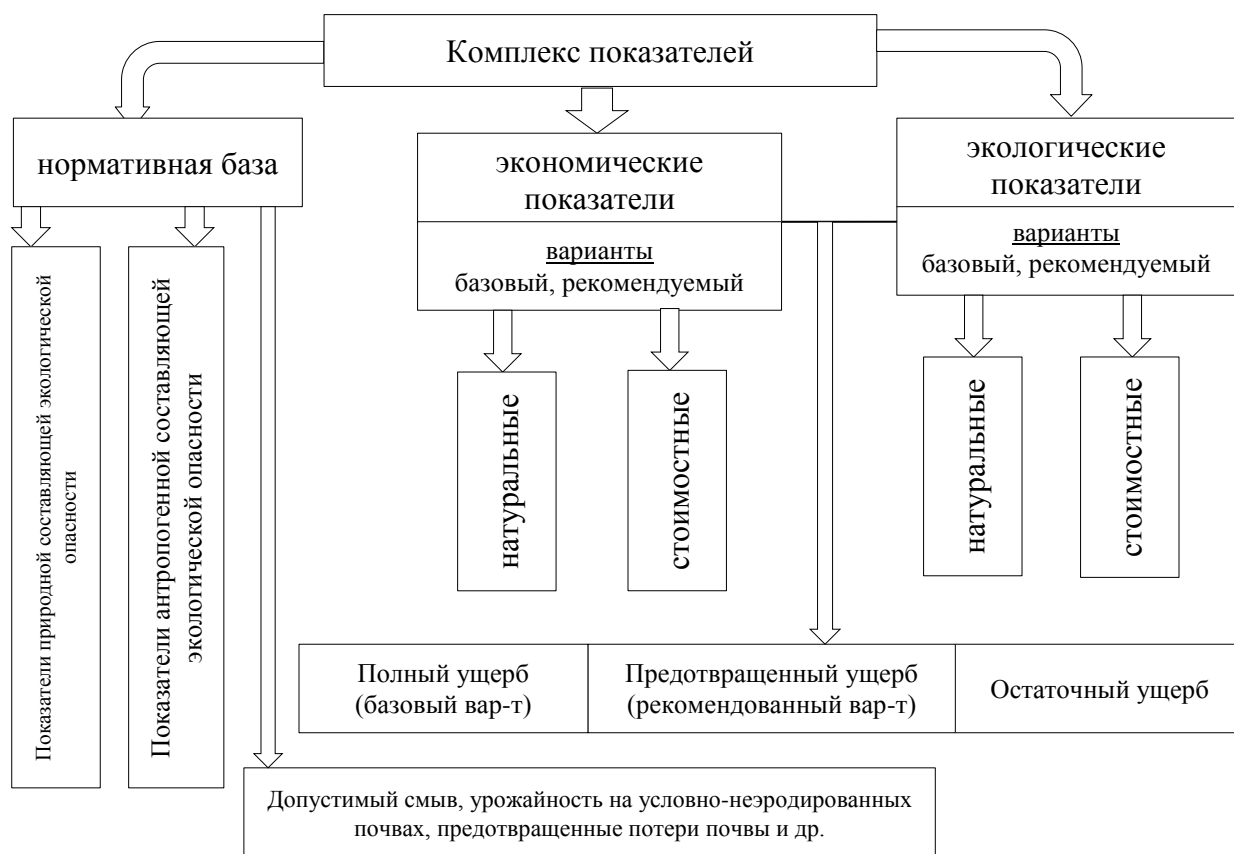 Комплекс показателей
нормативная база
экономические
показатели
варианты
базовый, рекомендуемый
экологические
показатели
варианты
базовый, рекомендуемый
Показатели природной составляющей экологической
опасности
Показатели антропогенной составляющей
экологической опасности
натуральные
стоимостные
натуральные
стоимостные
Полный ущерб
(базовый вар-т)
Предотвращенный ущерб
(рекомендованный вар-т)
Остаточный ущерб
Допустимый смыв, урожайность на условно-неэродированных
почвах, предотвращенные потери почвы и др.